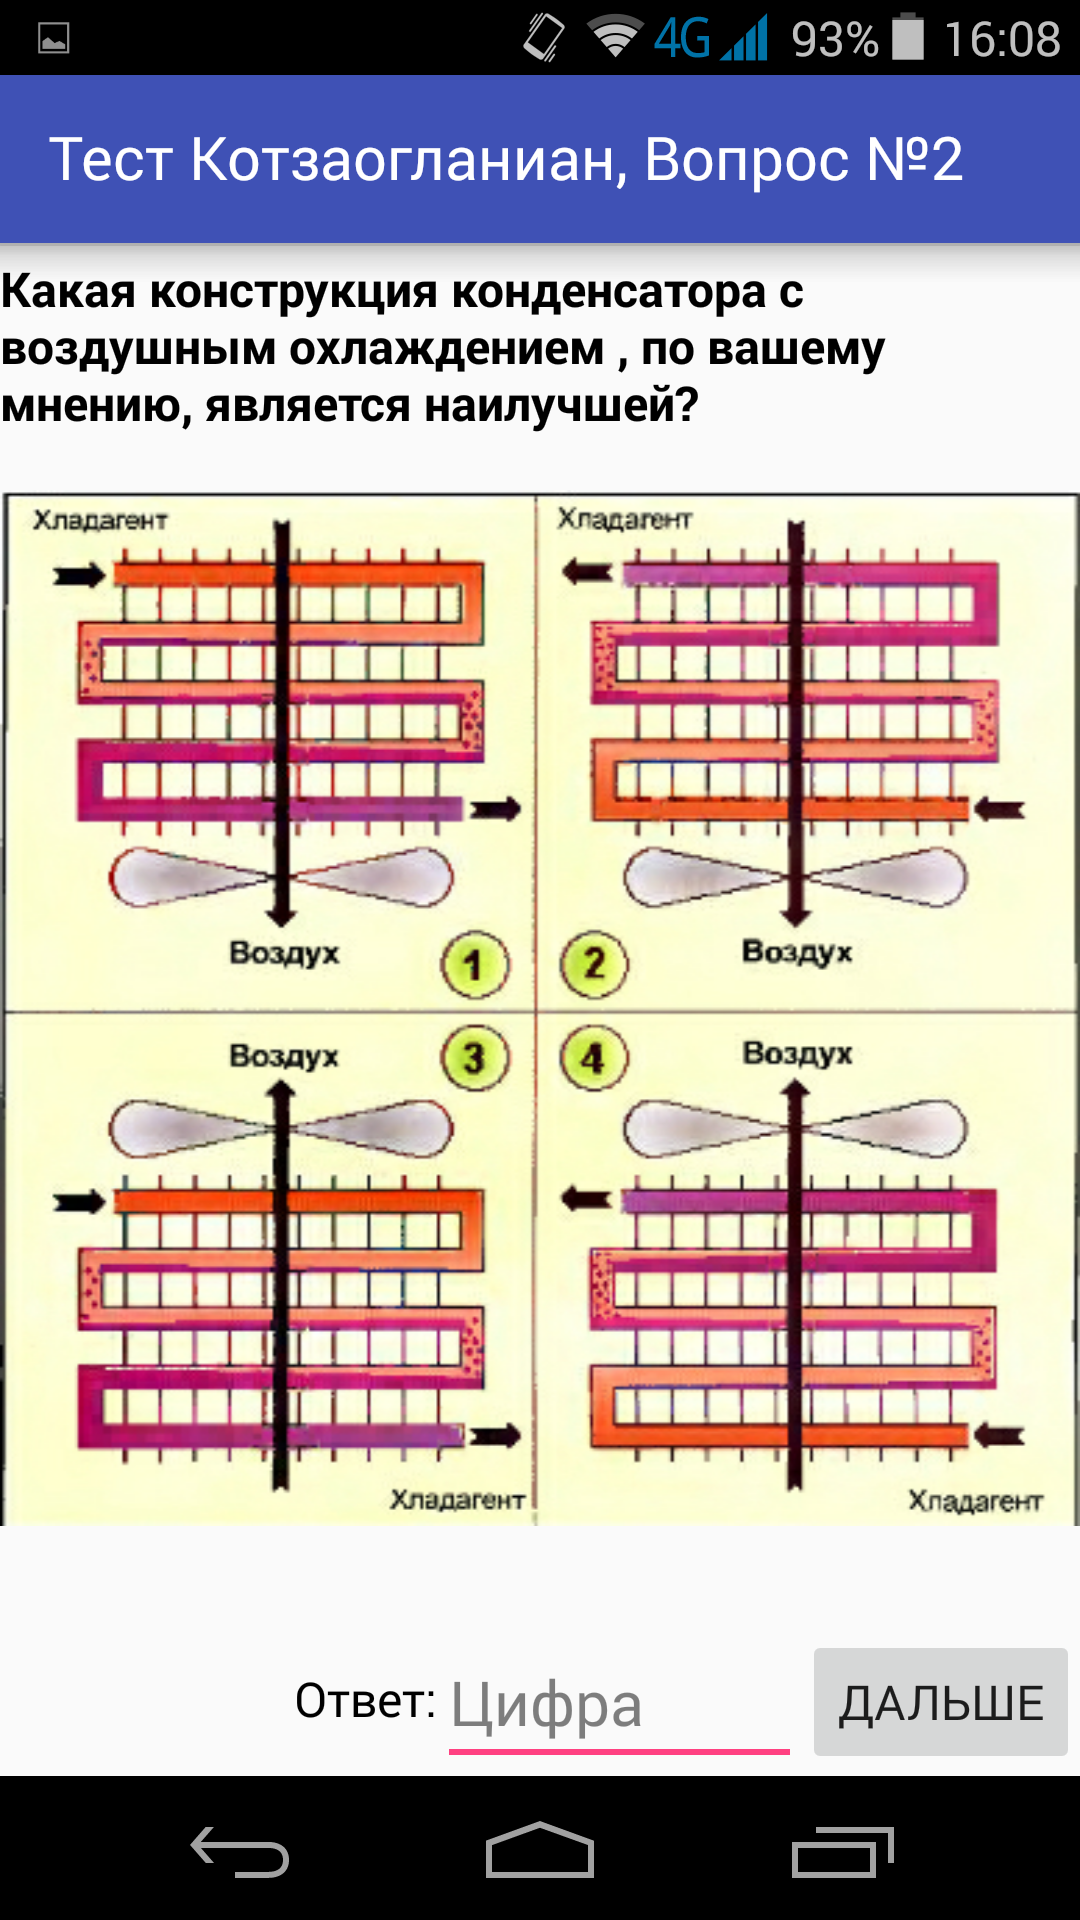 4G 93% 16:08
Тест Котзаогланиан, Вопрос №2
Какая конструкция конденсатора с
воздушным охлаждением , по вашему
мнению, является наилучшей?
Хладагент
Хладагент
Воздух
1
2
Воздух
Воздух
3
4
Воздух
Хладагент
Хладагент
Ответ: Цифра ДАЛЬШЕ